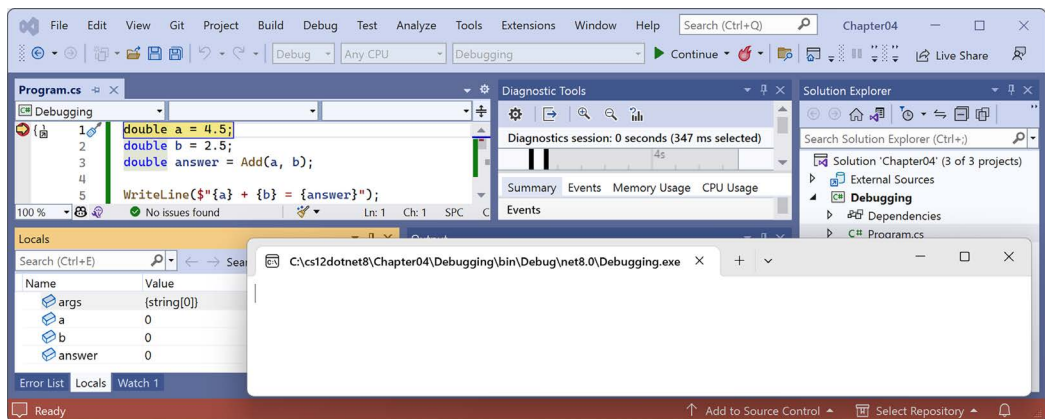 File Edit View Git Project Build Debug Test Analyze Tools Extensions Window Help Search (Ctrl+Q) Chapter04
Debug Any CPU Debugging Continue Live Share
Program.cs
Debugging
1 double a = 4.5;
2 double b = 2.5;
3 double answer = Add(a, b);
4
5 WriteLine($"{a} + {b} = {answer}");
100 % No issues found Ln: 1 Ch: 1 SPC
Diagnostic Tools
Diagnostics session: 0 seconds (347 ms selected)
4s
Summary Events Memory Usage CPU Usage
Events
Solution Explorer
Search Solution Explorer (Ctrl+;)
Solution 'Chapter04' (3 of 3 projects)
External Sources
C# Debugging
Dependencies
C# Program.cs
Locals
Search (Ctrl+E)
Name Value
args {string[0]}
a 0
b 0
answer 0
Error List Locals Watch 1
C:\cs12dotnet8\Chapter04\Debugging\bin\Debug\net8.0\Debugging.exe
Ready Add to Source Control Select Repository